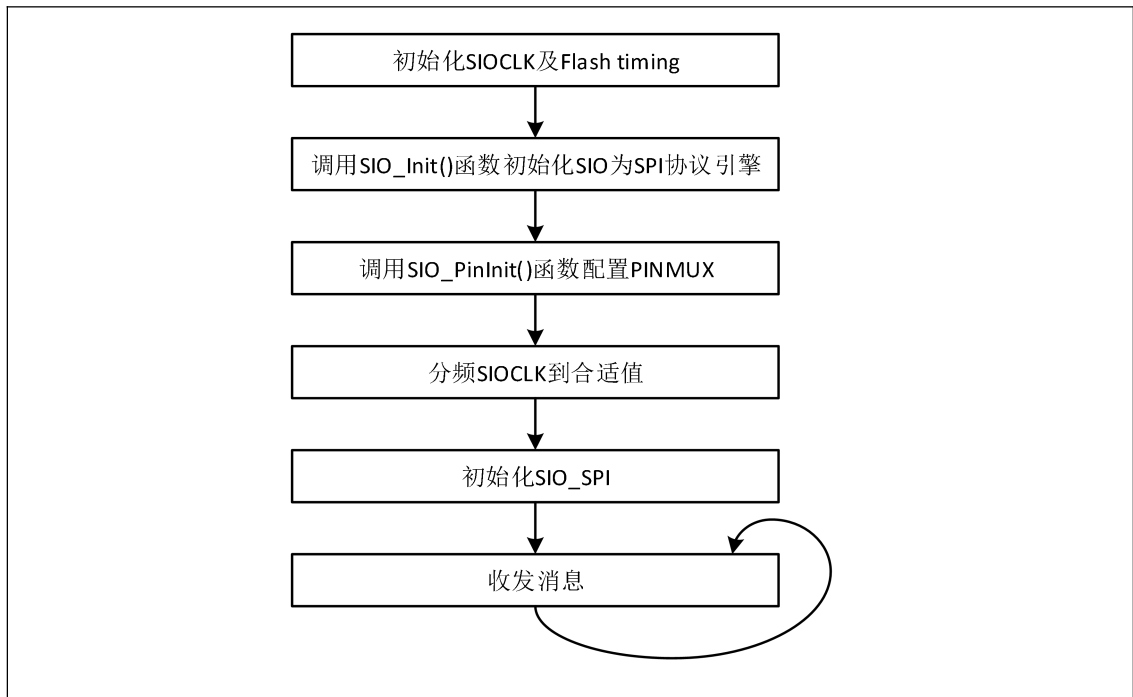 初始化SIOCLK及Flash timing
调用SIO_Init()函数初始化SIO为SPI协议引擎
调用SIO_PinInit()函数配置PINMUX
分频SIOCLK到合适值
初始化SIO_SPI
收发消息